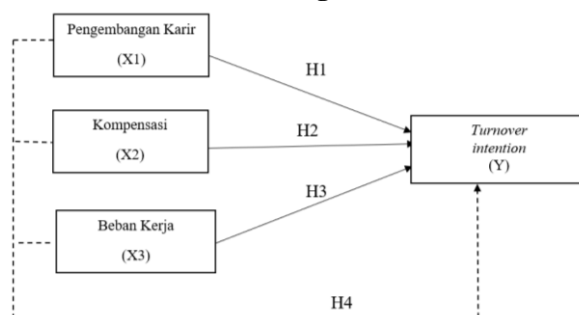 Pengembangan Karir
(X1)
H1
Kompensasi
(X2)
H2
Turnover
intention
(Y)
H3
Beban Kerja
(X3)
H4